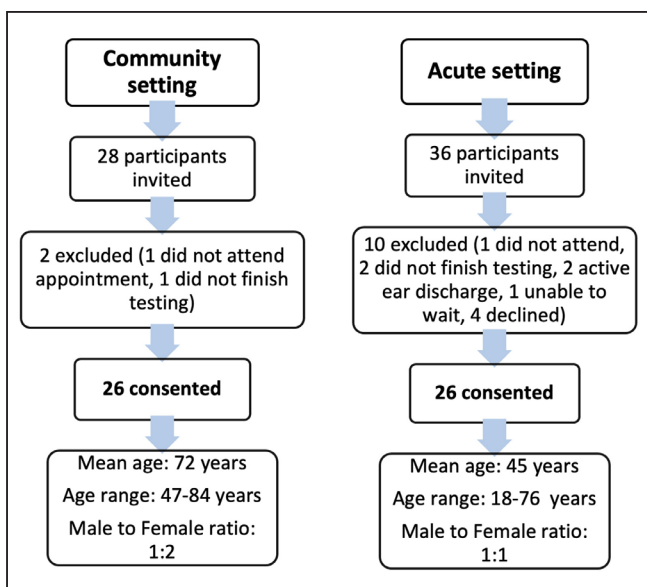 Community
setting
28 participants
invited
2 excluded (1 did not attend
appointment, 1 did not finish
testing)
26 consented
Mean age: 72 years
Age range: 47-84 years
Male to Female ratio:
1:2
Acute setting
36 participants
invited
10 excluded (1 did not attend,
2 did not finish testing, 2 active
ear discharge, 1 unable to
wait, 4 declined)
26 consented
Mean age: 45 years
Age range: 18-76 years
Male to Female ratio:
1:1